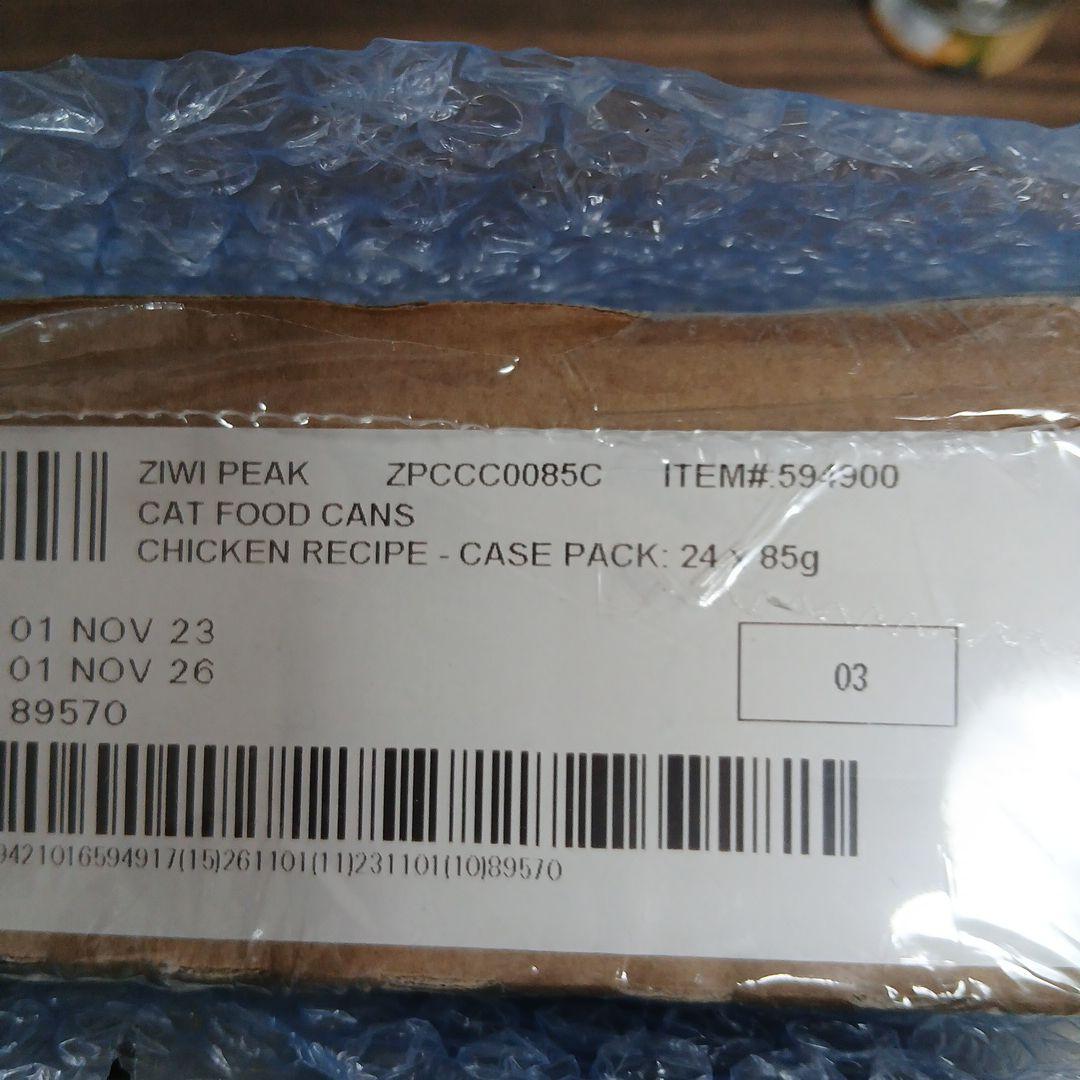 ZIWI PEAK ZPCCC0085C ITEM#:594900
CAT FOOD CANS
CHICKEN RECIPE - CASE PACK: 24 x 85g
01 NOV 23
01 NOV 26
89570
03
9421016594917(15)261101(11)231101(10)89570